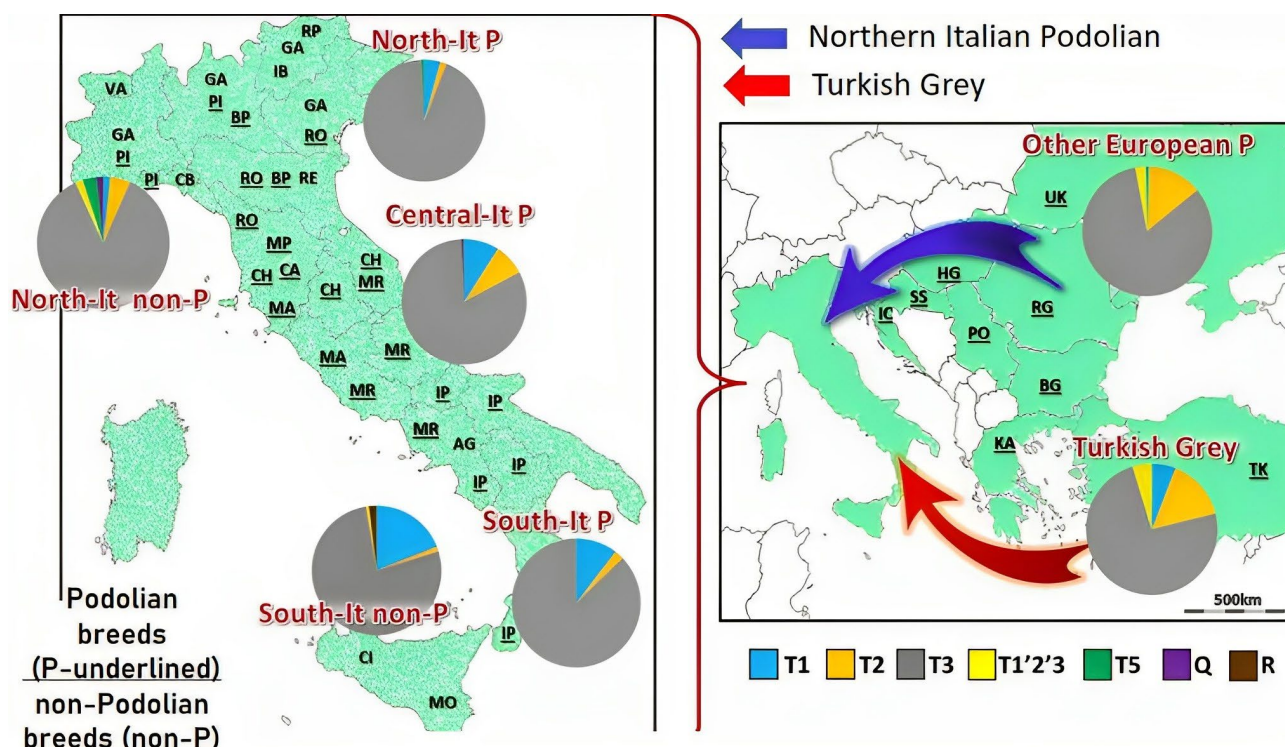 RP
GA
North-It P
IB
VA
GA
PI
BP
GA
RO
GA
PI
PI
CB
RO
BP
RE
North-It non-P
RO
MP
CH
CA
MA
Central-It P
CH
MR
CH
MA
MR
MR
IP
IP
MR
AG
IP
IP
South-It P
South-It non-P
IP
CI
MO
Podolian
breeds
(P-underlined)
non-Podolian
breeds (non-P)
Northern Italian Podolian
Turkish Grey
Other European P
UK
HG
SS
IC
RG
PO
BG
KA
Turkish Grey
TK
500km
T1
T2
T3
T1'2'3
T5
Q
R